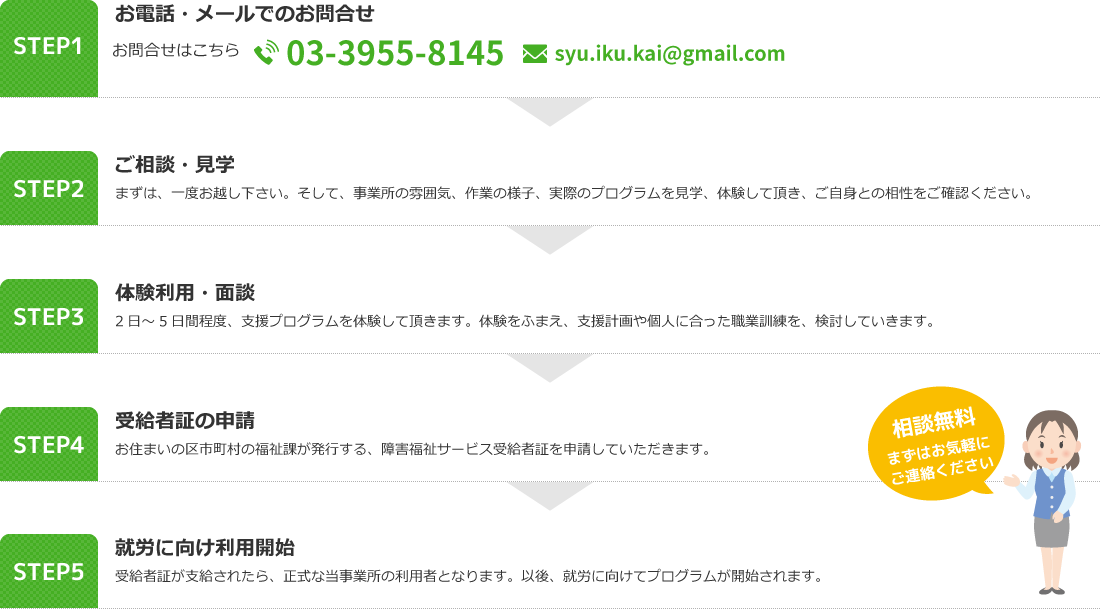 STEP1
お電話・メールでのお問合せ
お問合せはこちら 03-3955-8145 syu.iku.kai@gmail.com
STEP2
ご相談・見学
まずは、一度お越し下さい。そして、事業所の雰囲気、作業の様子、実際のプログラムを見学、体験して頂き、ご自身との相性をご確認ください。
STEP3
体験利用・面談
2日～5日間程度、支援プログラムを体験して頂きます。体験をふまえ、支援計画や個人に合った職業訓練を、検討していきます。
STEP4
受給者証の申請
お住まいの区市町村の福祉課が発行する、障害福祉サービス受給者証を申請していただきます。
相談無料
まずはお気軽に
ご連絡ください
STEP5
就労に向け利用開始
受給者証が支給されたら、正式な当事業所の利用者となります。以後、就労に向けてプログラムが開始されます。